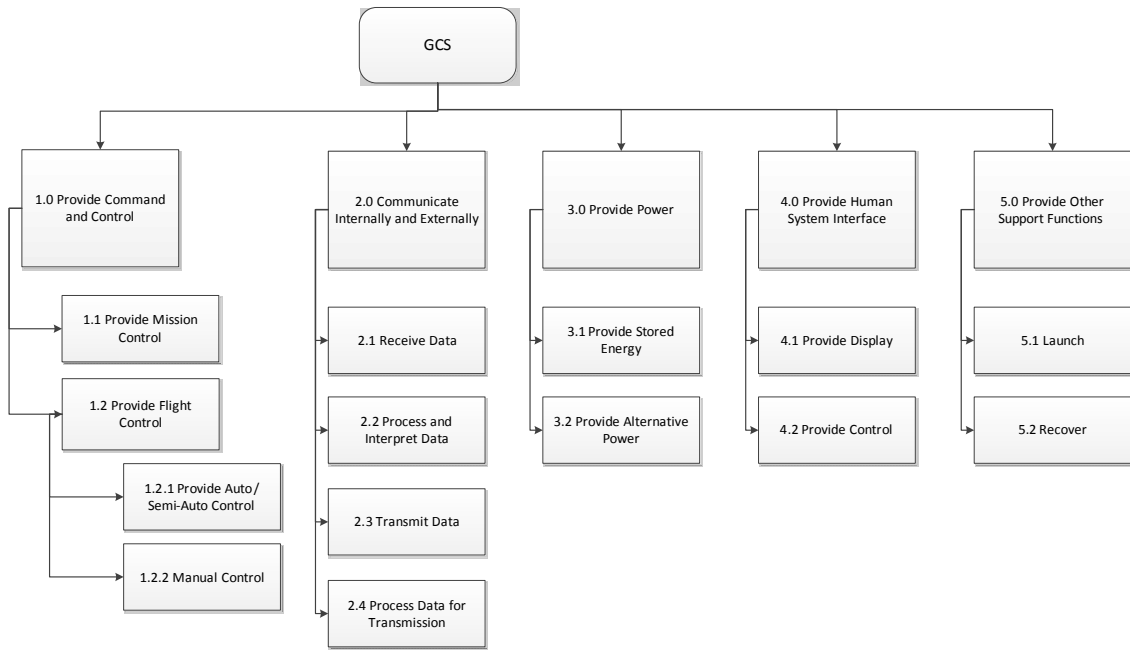 GCS
1.0 Provide Command
and Control
2.0 Communicate
Internally and Externally
3.0 Provide Power
4.0 Provide Human
System Interface
5.0 Provide Other
Support Functions
1.1 Provide Mission
Control
1.2 Provide Flight
Control
1.2.1 Provide Auto/
Semi-Auto Control
1.2.2 Manual Control
2.1 Receive Data
2.2 Process and
Interpret Data
2.3 Transmit Data
2.4 Process Data for
Transmission
3.1 Provide Stored
Energy
3.2 Provide Alternative
Power
4.1 Provide Display
4.2 Provide Control
5.1 Launch
5.2 Recover